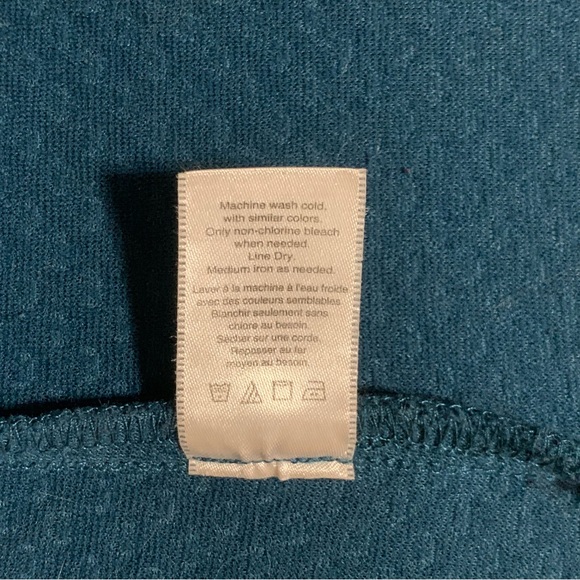 Machine wash cold,
with similar colors.
Only non-chlorine bleach
when needed.
Line Dry.
Medium iron as needed.
Laver à la machine à l'eau froide
avec des couleurs semblables.
Blanchir seulement sans
chlore au besoin.
Sécher sur une corde.
Repasser au fer
moyen au besoin.